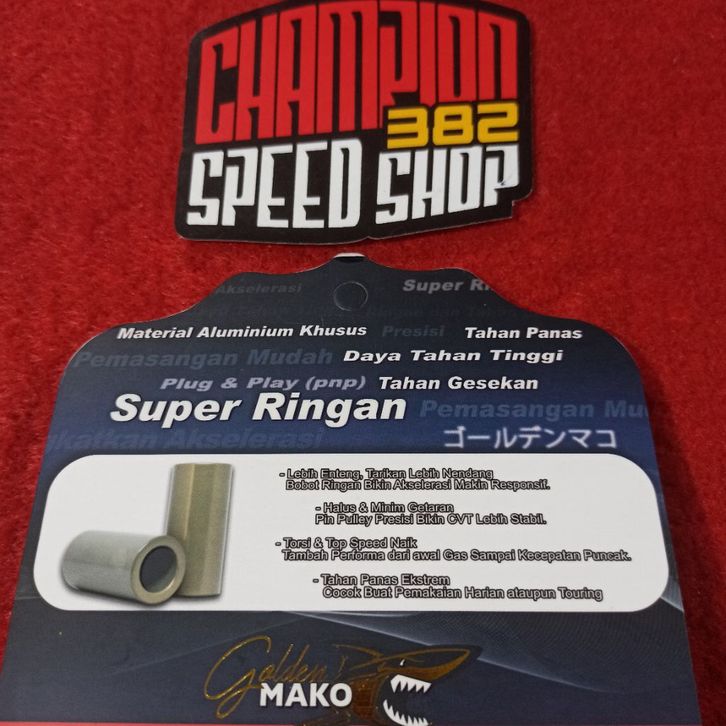 CHAMPION
382
SPEED SHOP
Akselerasi
Super Ri
Material Aluminium Khusus Presisi Tahan Panas
Pemasangan Mudah Daya Tahan Tinggi
Plug & Play (pnp) Tahan Gesekan
Super Ringan Pemasangan Mu
gkatkan Akselerasi
ゴールデンマコ
- Lebih Enteng, Tarikan Lebih Nendang
Bobot Ringan Bikin Akselerasi Makin Responsif.
- Halus & Minim Getaran
Pin Pulley Presisi Bikin CVT Lebih Stabil.
- Torsi & Top Speed Naik
Tambah Performa dari awal Gas Sampai Kecepatan Puncak.
- Tahan Panas Ekstrem
Cocok Buat Pemakaian Harian ataupun Touring
Golden
MAKO